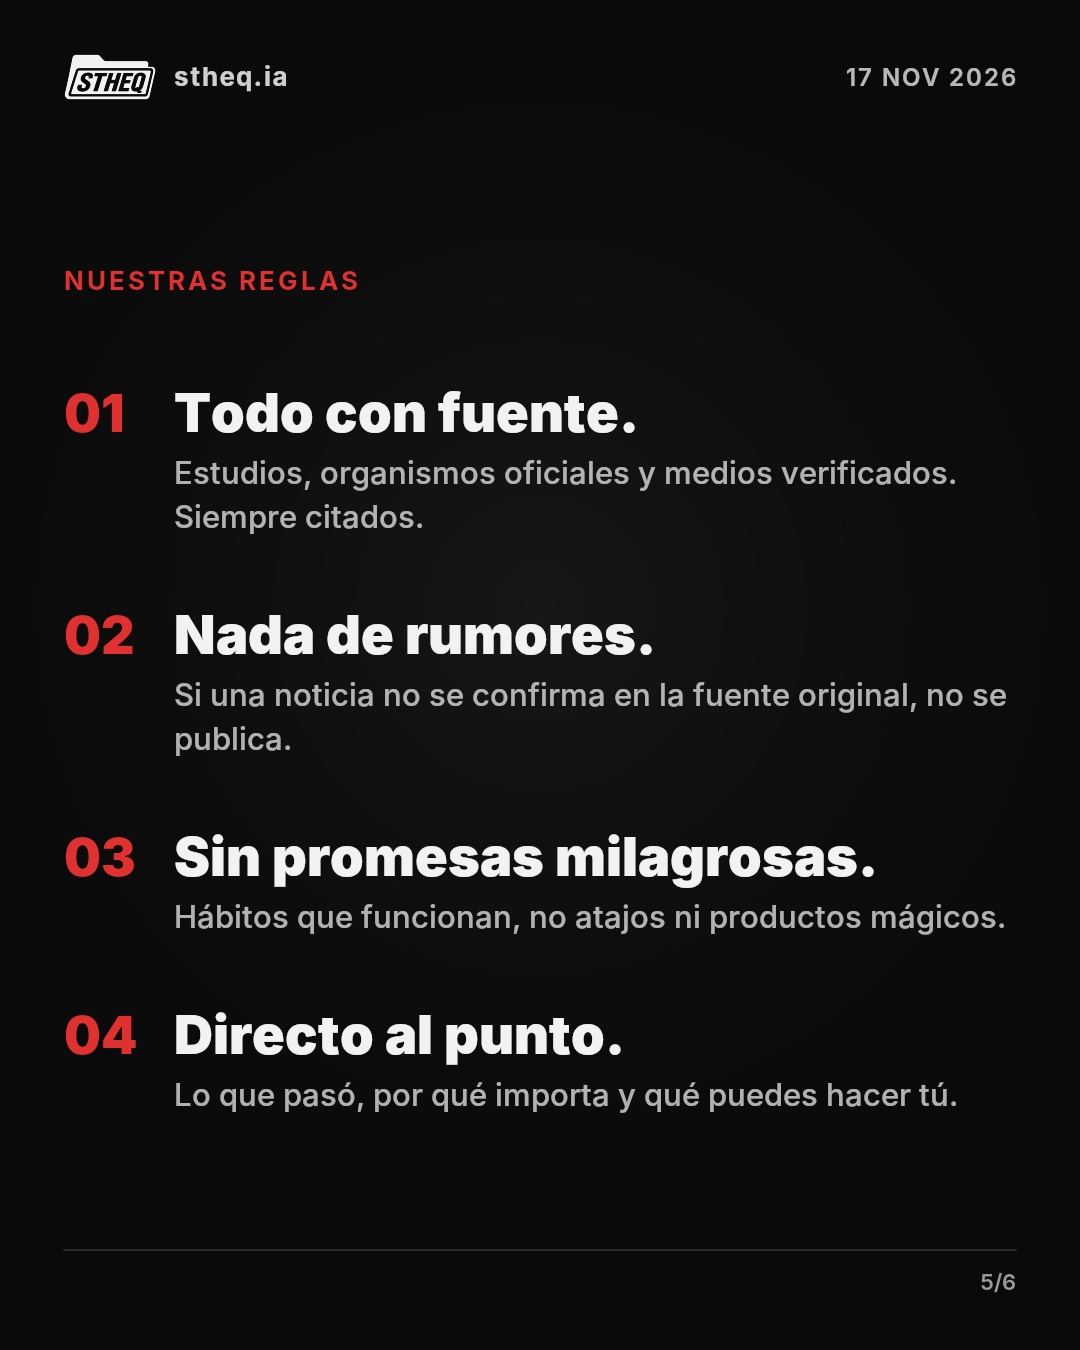 STHEQ stheq.ia
17 NOV 2026
NUESTRAS REGLAS
01 Todo con fuente.
Estudios, organismos oficiales y medios verificados.
Siempre citados.
02 Nada de rumores.
Si una noticia no se confirma en la fuente original, no se
publica.
03 Sin promesas milagrosas.
Hábitos que funcionan, no atajos ni productos mágicos.
04 Directo al punto.
Lo que pasó, por qué importa y qué puedes hacer tú.
5/6